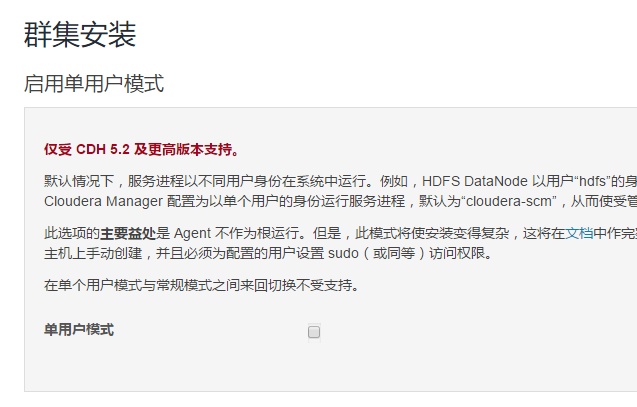 群集安装
启用单用户模式
仅受 CDH 5.2 及更高版本支持。
默认情况下，服务进程以不同用户身份在系统中运行。例如，HDFS DataNode 以用户“hdfs”的身
Cloudera Manager 配置为以单个用户的身份运行服务进程，默认为“cloudera-scm”，从而使受管
此选项的主要益处是 Agent 不作为根运行。但是，此模式将使安装变得复杂，这将在文档中作完
主机上手动创建，并且必须为配置的用户设置 sudo（或同等）访问权限。
在单个用户模式与常规模式之间来回切换不受支持。
单用户模式